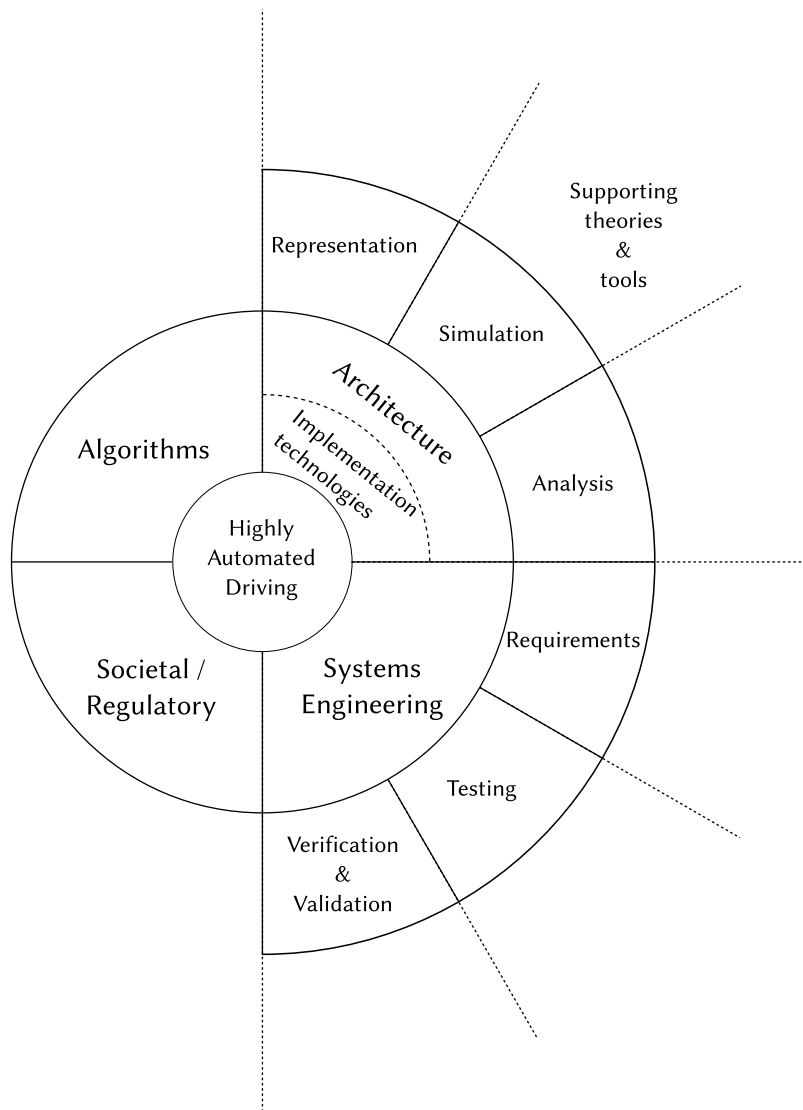 Supporting
theories
&
tools
Representation
Simulation
Architecture
Implementation
technologies
Algorithms
Analysis
Highly
Automated
Driving
Requirements
Societal /
Regulatory
Systems
Engineering
Testing
Verification
&
Validation